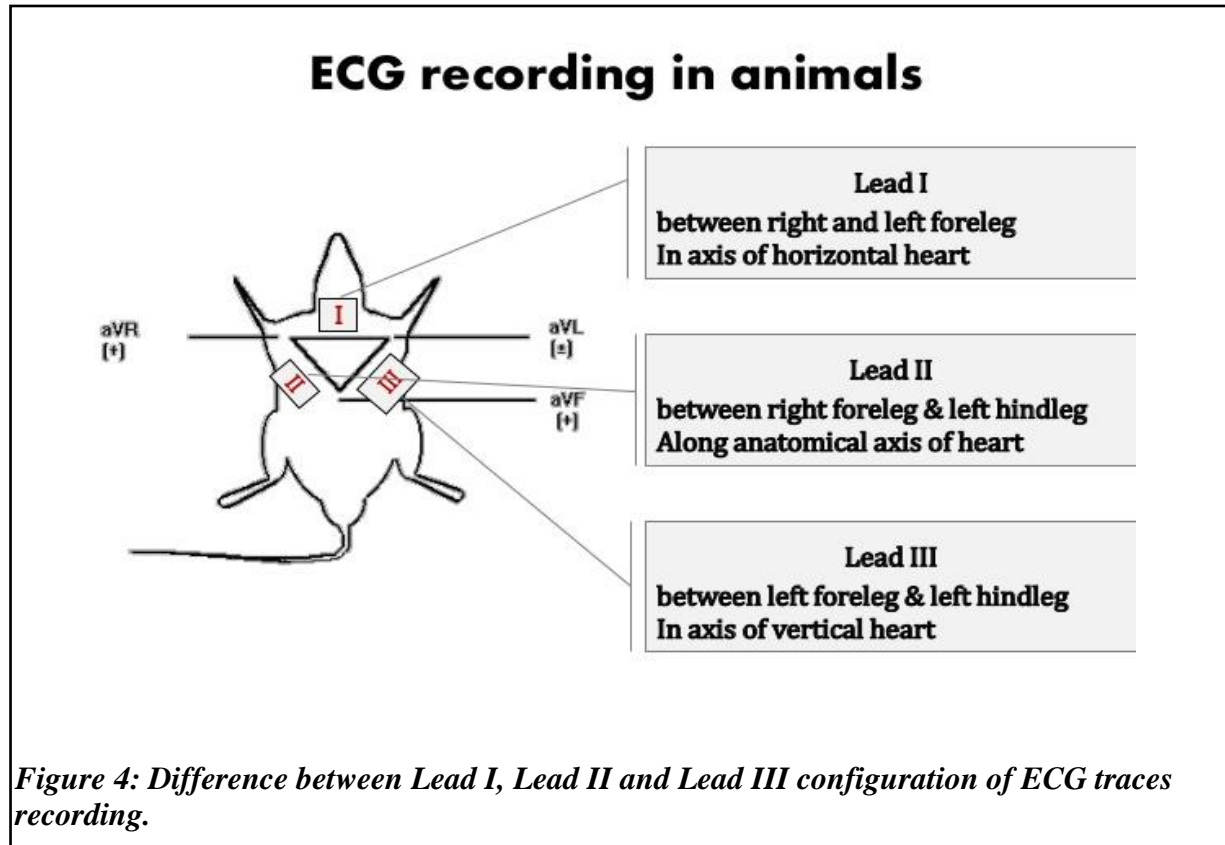 ECG recording in animals
Lead I
between right and left foreleg
In axis of horizontal heart
I
aVR
[+]
aVL
[±]
II
III
Lead II
between right foreleg & left hindleg
Along anatomical axis of heart
aVF
[+]
Lead III
between left foreleg & left hindleg
In axis of vertical heart
Figure 4: Difference between Lead I, Lead II and Lead III configuration of ECG traces
recording.